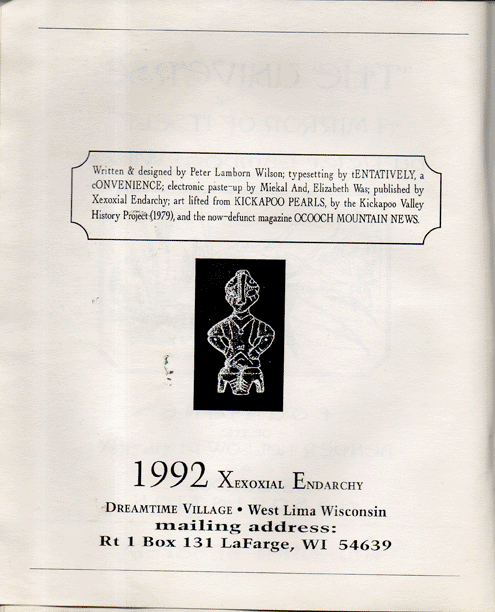 Written & designed by Peter Lamborn Wilson; typesetting by tENTATIVELY, a
cONVENIENCE; electronic paste-up by Miekal And, Elizabeth Was; published by
Xexoxial Endarchy; art lifted from KICKAPOO PEARLS, by the Kickapoo Valley
History Project (1979), and the now-defunct magazine OCOOCH MOUNTAIN NEWS.
1992 XEXOXIAL ENDARCHY
DREAMTIME VILLAGE • West Lima Wisconsin
mailing address:
Rt 1 Box 131 LaFarge, WI 54639